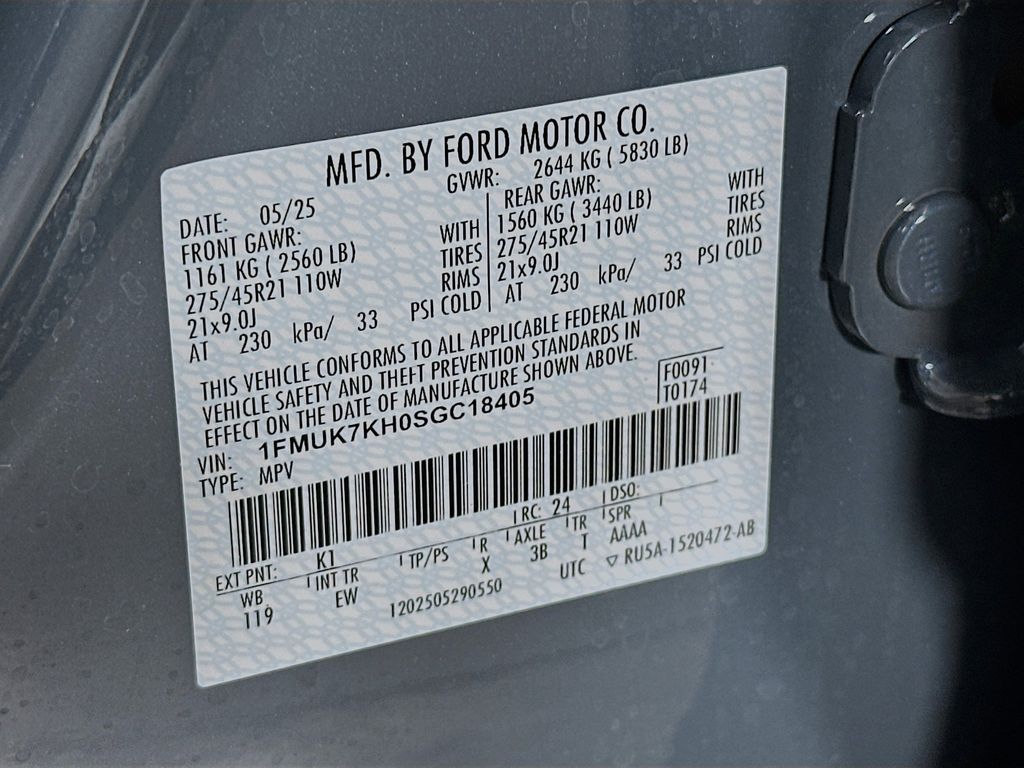 MFD. BY FORD MOTOR CO.
DATE: 05/25 GVWR: 2644 KG ( 5830 LB)
FRONT GAWR: WITH REAR GAWR: WITH
1161 KG ( 2560 LB) TIRES 1560 KG ( 3440 LB) TIRES
275/45R21 110W RIMS 275/45R21 110W RIMS
21x9.0J 21x9.0J
AT 230 kPa/ 33 PSI COLD AT 230 kPa/ 33 PSI COLD
THIS VEHICLE CONFORMS TO ALL APPLICABLE FEDERAL MOTOR
VEHICLE SAFETY AND THEFT PREVENTION STANDARDS IN
EFFECT ON THE DATE OF MANUFACTURE SHOWN ABOVE.
F0091
T0174
VIN: 1FMUK7KH0SGC18405
TYPE: MPV
EXT PNT: K1 RC: 24 DSO:
WB INT TR TP/PS R AXLE TR SPR
119 EW X 3B T AAAA
1202505290550 UTC ▽ RU5A-1520472-AB